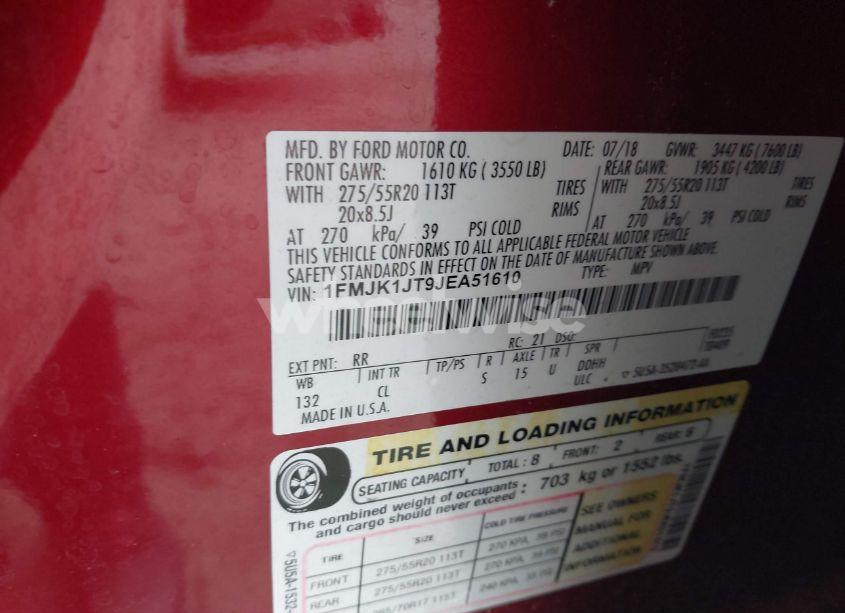 MFD. BY FORD MOTOR CO. DATE: 07/18 GVWR: 3447 KG ( 7600 LB)
FRONT GAWR: 1610 KG ( 3550 LB) REAR GAWR: 1905 KG ( 4200 LB)
WITH 275/55R20 113T TIRES WITH 275/55R20 113T TIRES
20x8.5J RIMS 20x8.5J RIMS
AT 270 kPa/ 39 PSI COLD AT 270 kPa/ 39 PSI COLD
THIS VEHICLE CONFORMS TO ALL APPLICABLE FEDERAL MOTOR VEHICLE
SAFETY STANDARDS IN EFFECT ON THE DATE OF MANUFACTURE SHOWN ABOVE.
VIN: 1FMJK1JT9JEA51610 TYPE: MPV
wheelwise
EXT PNT: RR RC: 21 DSO:
WB INT TR TP/PS R AXLE TR SPR
132 CL S 15 U DDHH
ULC
MADE IN U.S.A.
TIRE AND LOADING INFORMATION
SEATING CAPACITY TOTAL: 8 FRONT: 2 REAR: 6
The combined weight of occupants and cargo should never exceed : 703 kg or 1552 lbs.
TIRE SIZE COLD TIRE PRESSURE
FRONT 275/55R20 113T 270 KPA, 39 PSI
REAR 275/55R20 113T 270 KPA, 39 PSI
SEE OWNERS
MANUAL FOR
ADDITIONAL
INFORMATION